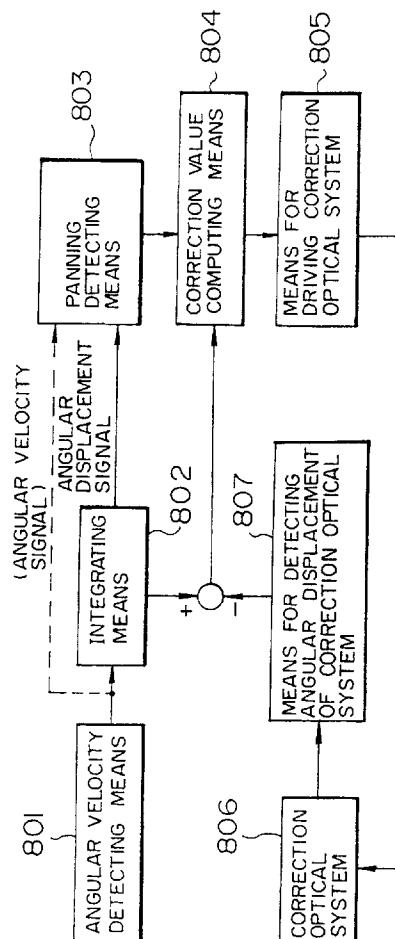 801
ANGULAR VELOCITY
DETECTING MEANS
(ANGULAR VELOCITY
SIGNAL)
INTEGRATING
MEANS
802
ANGULAR
DISPLACEMENT
SIGNAL
PANNING
DETECTING
MEANS
803
+
-
CORRECTION VALUE
COMPUTING MEANS
804
MEANS FOR
DRIVING CORRECTION
OPTICAL SYSTEM
805
CORRECTION
OPTICAL
SYSTEM
806
MEANS FOR DETECTING
ANGULAR DISPLACEMENT
OF CORRECTION OPTICAL
SYSTEM
807